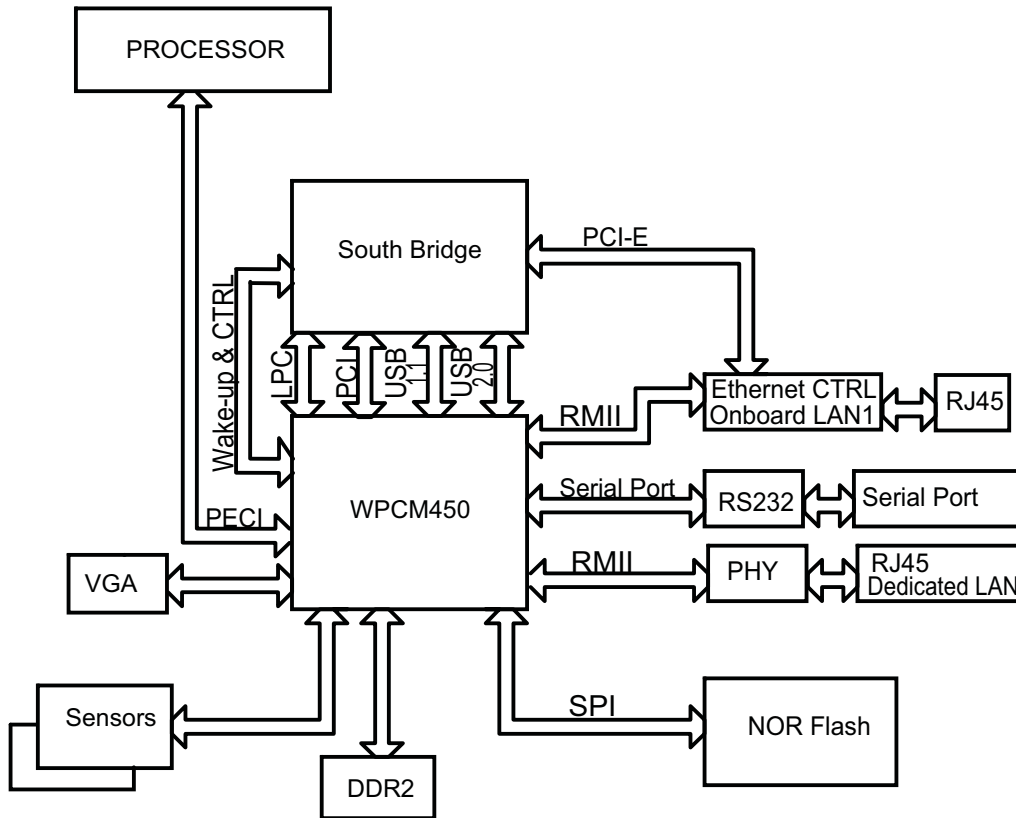 PROCESSOR
South Bridge
PCI-E
Wake-up & CTRL
LPC
PCI
USB
1.1
USB
2.0
Ethernet CTRL
Onboard LAN1
RJ45
RMII
WPCM450
Serial Port
RS232
Serial Port
PECI
RMII
PHY
RJ45
Dedicated LAN
VGA
Sensors
SPI
NOR Flash
DDR2